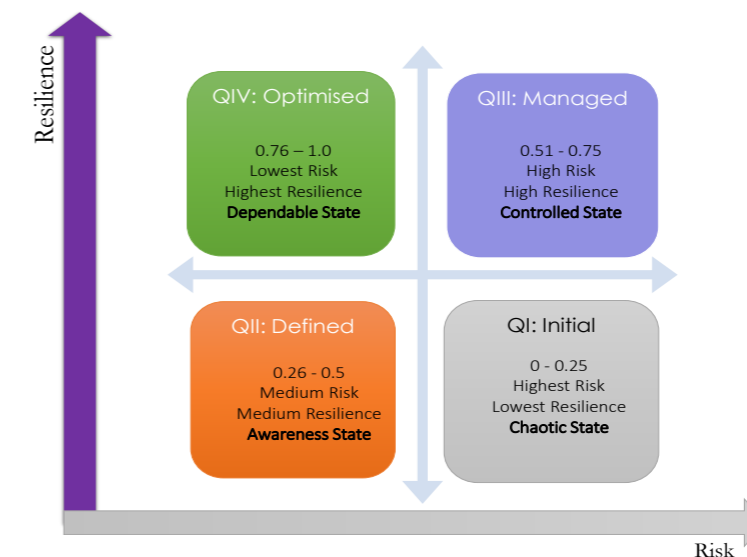 Resilience
QIV: Optimised
0.76 – 1.0
Lowest Risk
Highest Resilience
Dependable State
QIII: Managed
0.51 - 0.75
High Risk
High Resilience
Controlled State
QII: Defined
0.26 - 0.5
Medium Risk
Medium Resilience
Awareness State
QI: Initial
0 - 0.25
Highest Risk
Lowest Resilience
Chaotic State
Risk